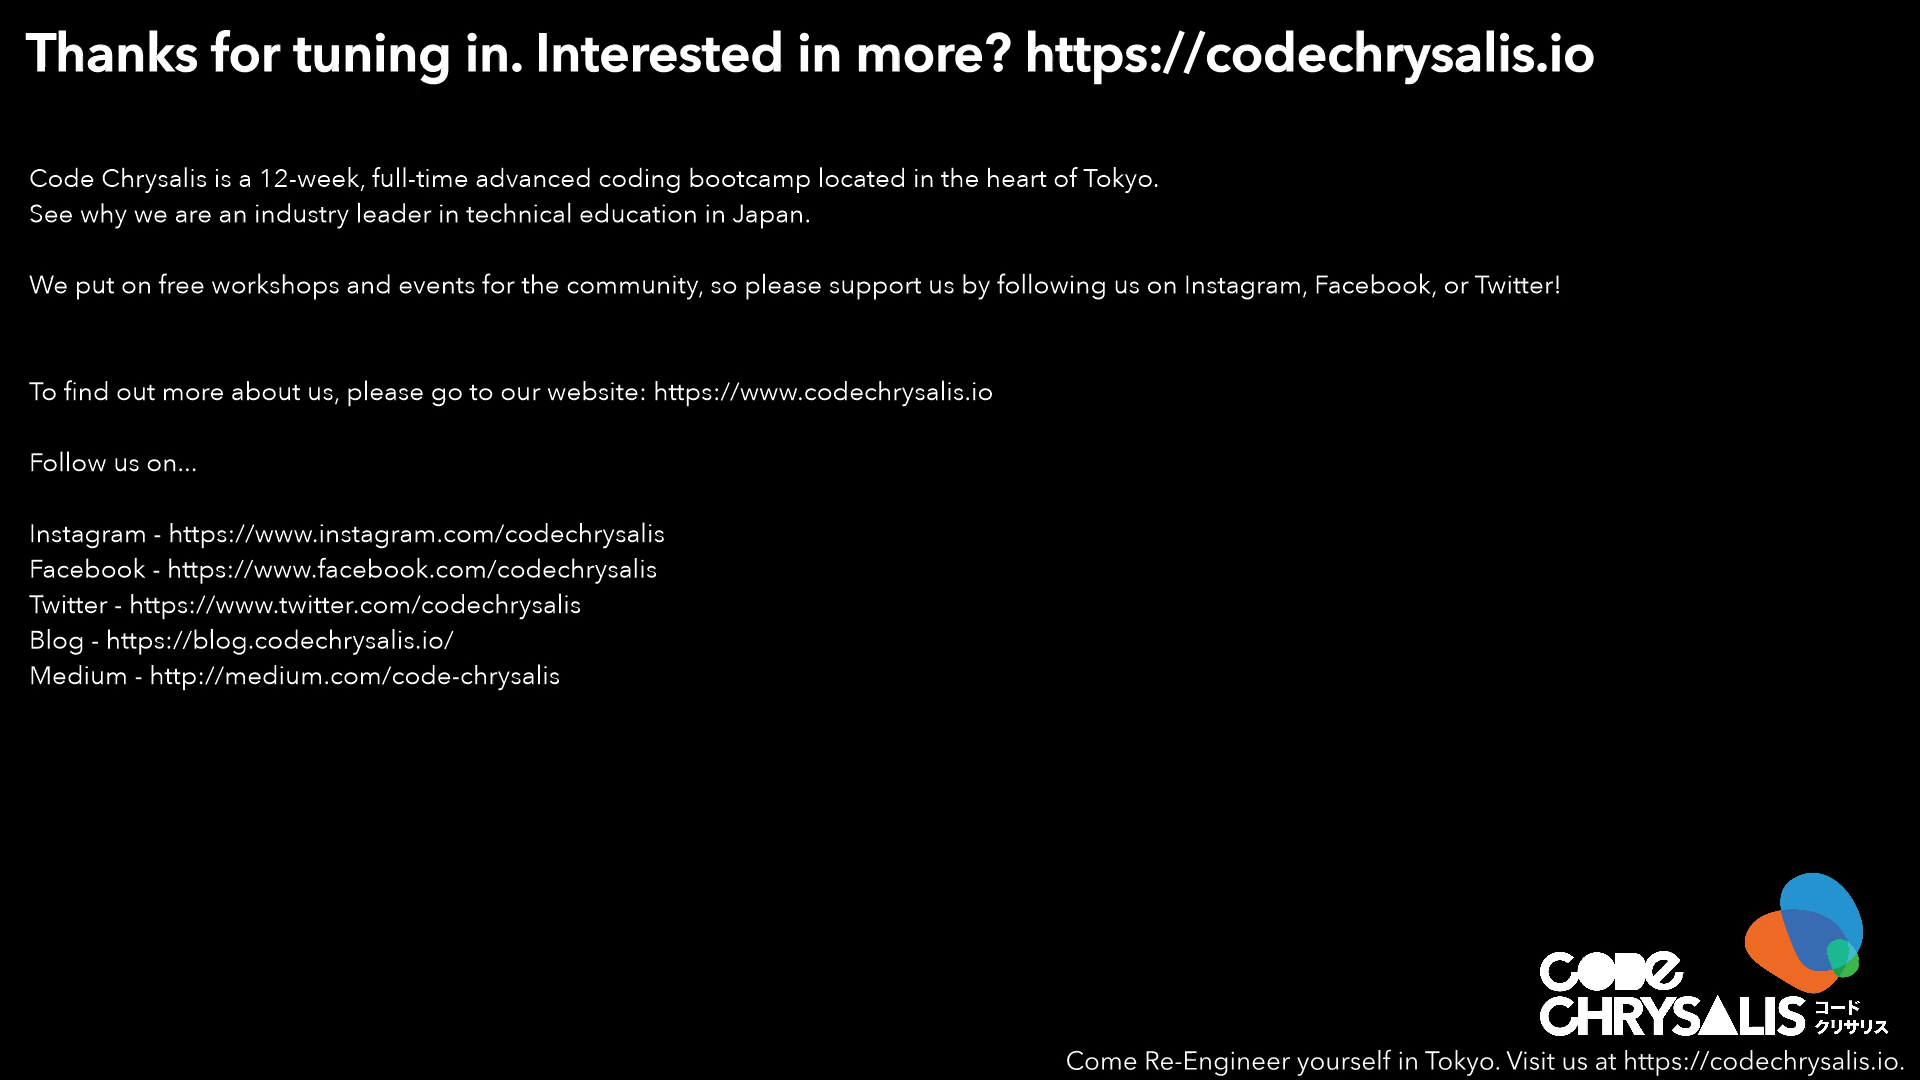 Thanks for tuning in. Interested in more? https://codechrysalis.io
Code Chrysalis is a 12-week, full-time advanced coding bootcamp located in the heart of Tokyo.
See why we are an industry leader in technical education in Japan.
We put on free workshops and events for the community, so please support us by following us on Instagram, Facebook, or Twitter!
To find out more about us, please go to our website: https://www.codechrysalis.io
Follow us on...
Instagram - https://www.instagram.com/codechrysalis
Facebook - https://www.facebook.com/codechrysalis
Twitter - https://www.twitter.com/codechrysalis
Blog - https://blog.codechrysalis.io/
Medium - http://medium.com/code-chrysalis
CODE
CHRYSALIS
コード
クリサリス
Come Re-Engineer yourself in Tokyo. Visit us at https://codechrysalis.io.